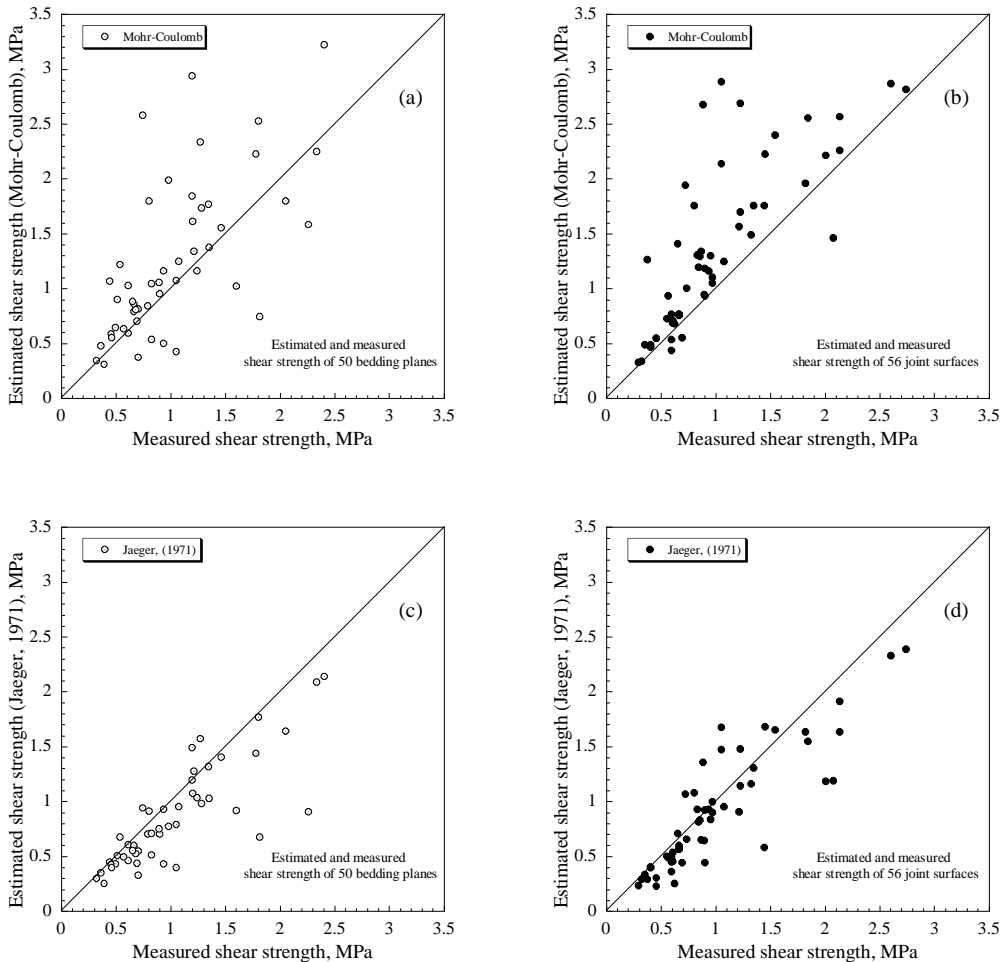 Estimated shear strength (Mohr-Coulomb), MPa
3.5
3
2.5
2
1.5
1
0.5
0
Mohr-Coulomb
(a)
Estimated and measured
shear strength of 50 bedding planes
0 0.5 1 1.5 2 2.5 3 3.5
Measured shear strength, MPa
Estimated shear strength (Mohr-Coulomb), MPa
3.5
3
2.5
2
1.5
1
0.5
0
Mohr-Coulomb
(b)
Estimated and measured
shear strength of 56 joint surfaces
0 0.5 1 1.5 2 2.5 3 3.5
Measured shear strength, MPa
Estimated shear strength (Jaeger, 1971), MPa
3.5
3
2.5
2
1.5
1
0.5
0
Jaeger, (1971)
(c)
Estimated and measured
shear strength of 50 bedding planes
0 0.5 1 1.5 2 2.5 3 3.5
Measured shear strength, MPa
Estimated shear strength (Jaeger, 1971), MPa
3.5
3
2.5
2
1.5
1
0.5
0
Jaeger, (1971)
(d)
Estimated and measured
shear strength of 56 joint surfaces
0 0.5 1 1.5 2 2.5 3 3.5
Measured shear strength, MPa